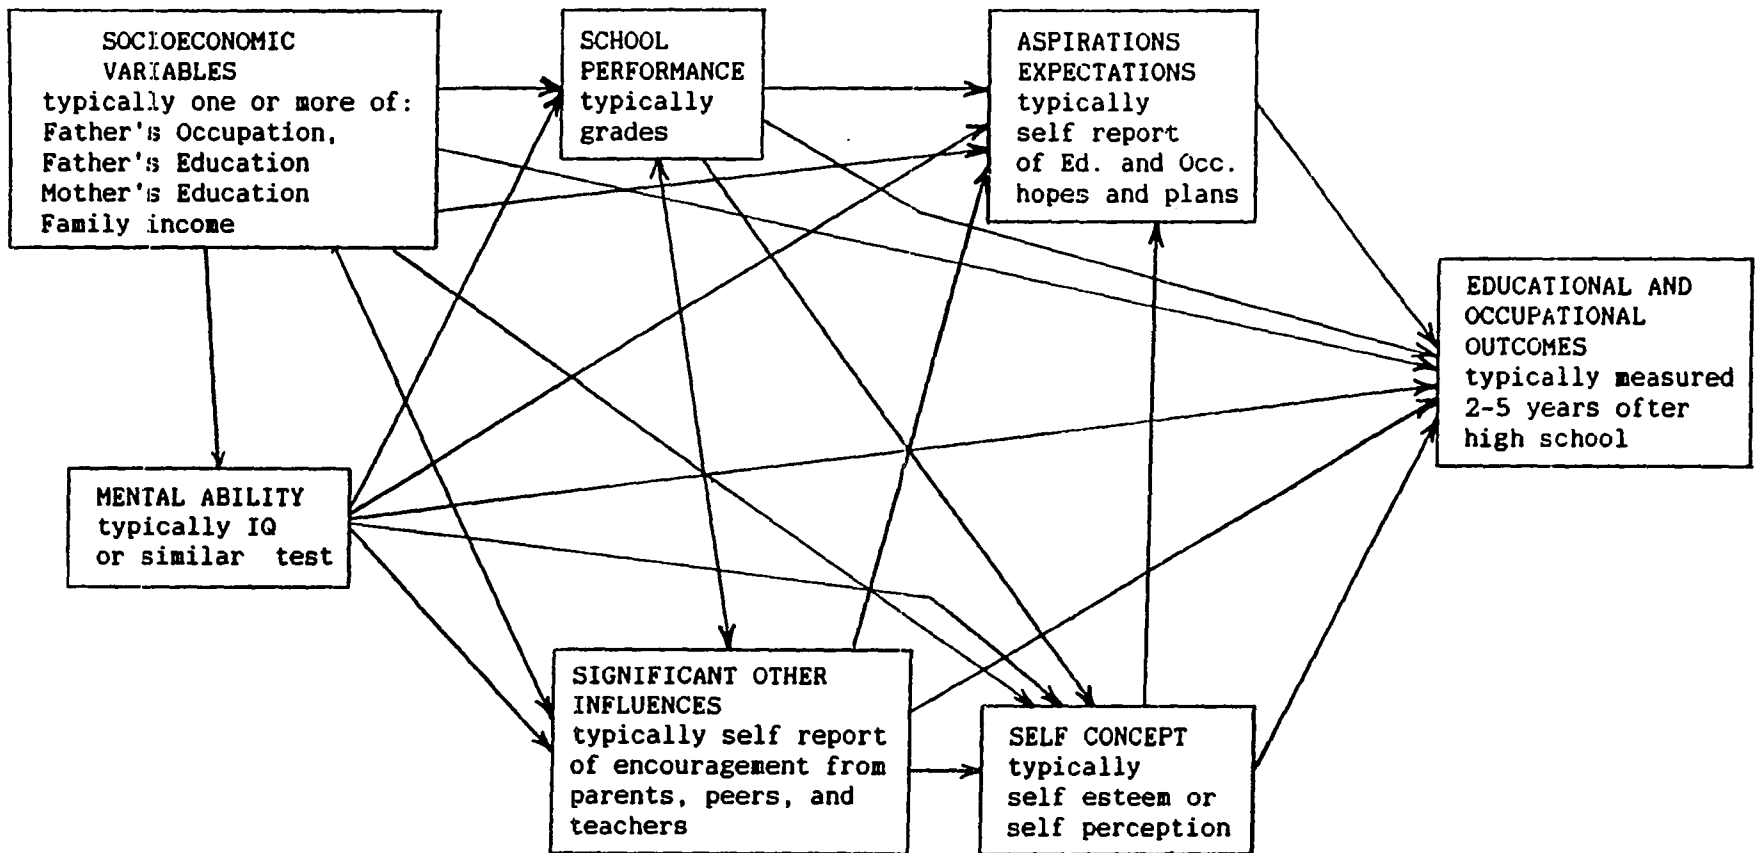 SOCIOECONOMIC
VARIABLES
typically one or more of:
Father's Occupation,
Father's Education
Mother's Education
Family income
SCHOOL
PERFORMANCE
typically
grades
ASPIRATIONS
EXPECTATIONS
typically
self report
of Ed. and Occ.
hopes and plans
EDUCATIONAL AND
OCCUPATIONAL
OUTCOMES
typically measured
2-5 years ofter
high school
MENTAL ABILITY
typically IQ
or similar test
SIGNIFICANT OTHER
INFLUENCES
typically self report
of encouragement from
parents, peers, and
teachers
SELF CONCEPT
typically
self esteem or
self perception